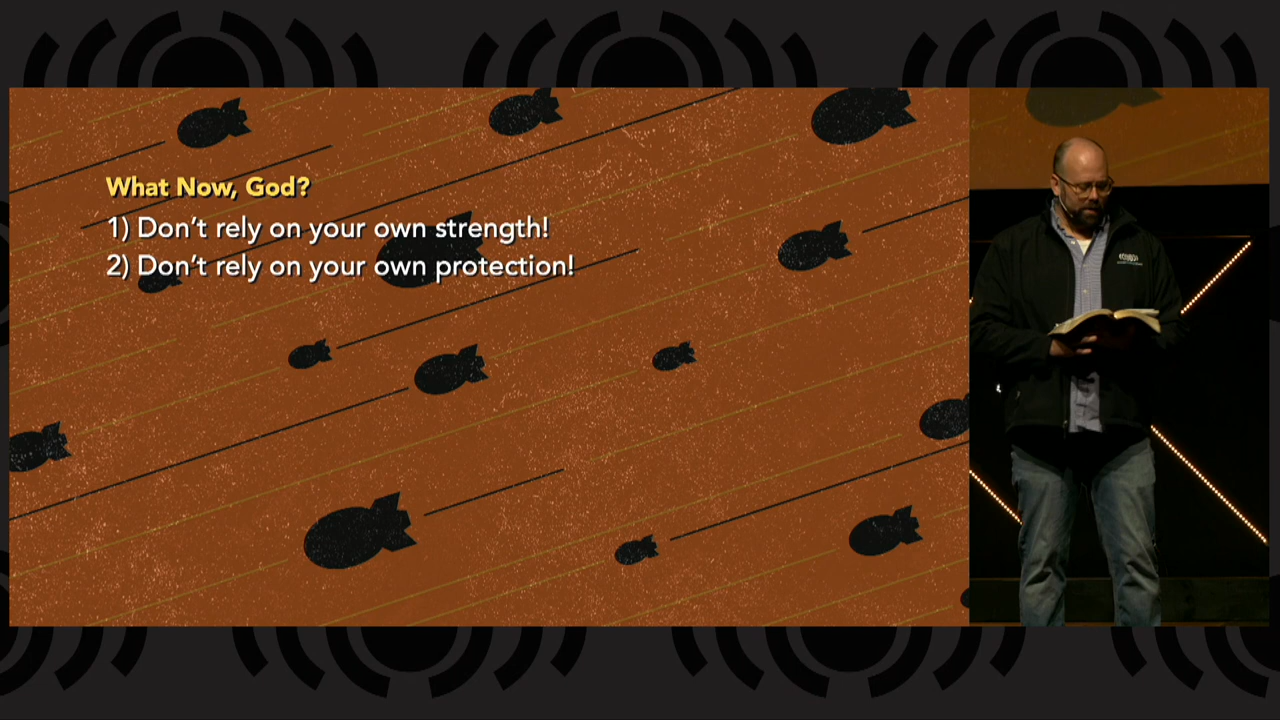 What Now, God?
1) Don't rely on your own strength!
2) Don't rely on your own protection!